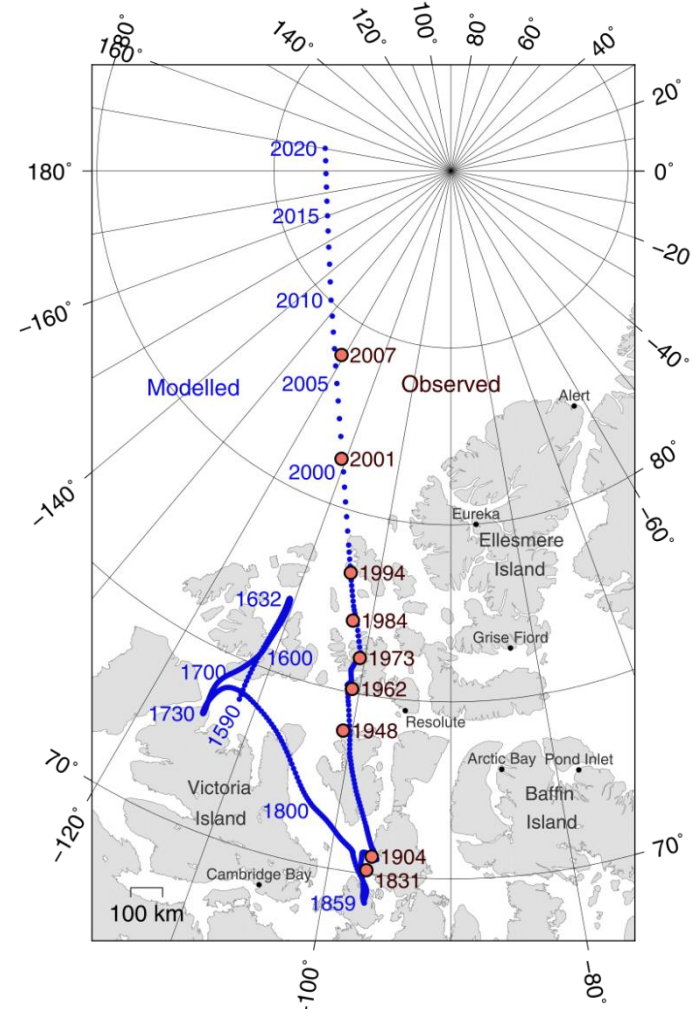 180°
160°
140°
120°
100°
80°
60°
40°
20°
0°
−20
−40°
80°
−60°
70°
−80°
−100°
−120°
70°
−140°
−160°
180°
2020
2015
2010
2007
Modelled
2005
Observed
2001
2000
Alert
Eureka
Ellesmere
Island
1994
1984
1632
1600
1973
Grise Fiord
1700
1962
1730
1590
1948
Resolute
Arctic Bay
Pond Inlet
Victoria
Island
Baffin
Island
1800
1904
1831
Cambridge Bay
1859
100 km